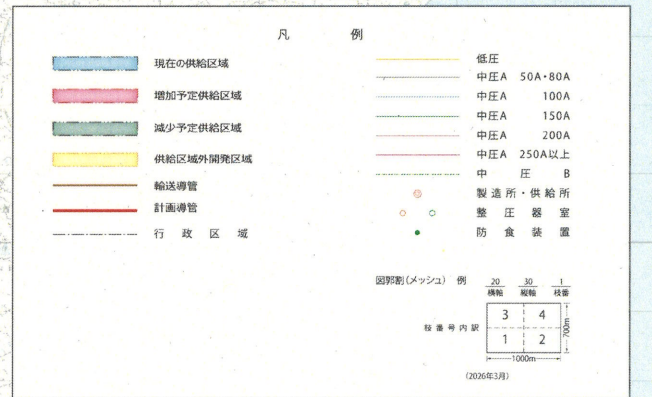 凡 例
現在の供給区域
増加予定供給区域
減少予定供給区域
供給区域外開発区域
輸送導管
計画導管
行政区域
低圧
中圧A 50A・80A
中圧A 100A
中圧A 150A
中圧A 200A
中圧A 250A以上
中圧B
製造所・供給所
整圧器室
防食装置
図郭割(メッシュ) 例 20 30 1
横軸 縦軸 枝番
枝番号内訳
3 4
1 2
700m
1000m
(2026年3月)